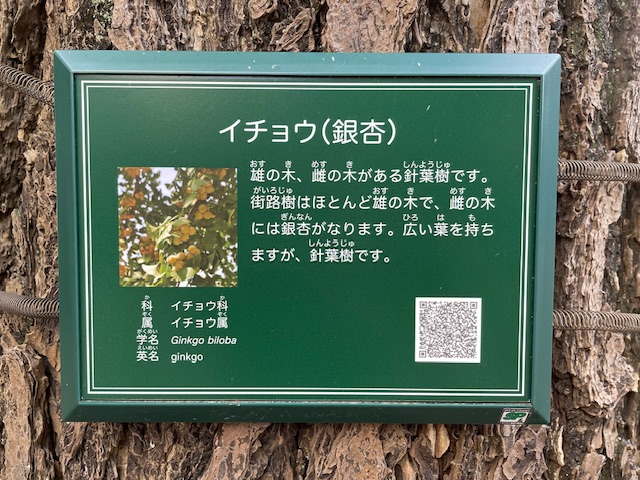 イチョウ（銀杏）
雄の木、雌の木がある針葉樹です。
街路樹はほとんど雄の木で、雌の木
には銀杏がなります。広い葉を持ち
ますが、針葉樹です。
科 イチョウ科
属 イチョウ属
学名 Ginkgo biloba
英名 ginkgo